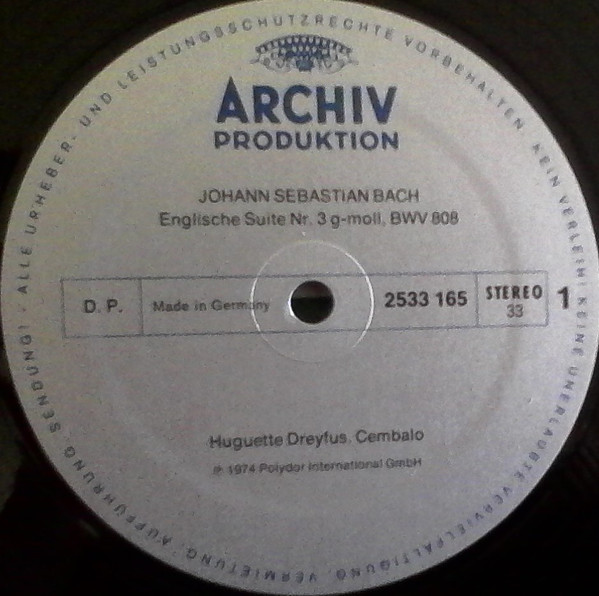 ALLE URHEBER- UND LEISTUNGSSCHUTZRECHTE VORBEHALTEN. KEIN VERLEIH! KEINE UNERLAUBTE VERVIELFÄLTIGUNG, VERMIETUNG, AUFFÜHRUNG, SENDUNG! -
ARCHIV
PRODUKTION
JOHANN SEBASTIAN BACH
Englische Suite Nr. 3 g-moll, BWV 808
D. P. Made in Germany 2533 165 STEREO 33 1
Huguette Dreyfus, Cembalo
℗ 1974 Polydor International GmbH